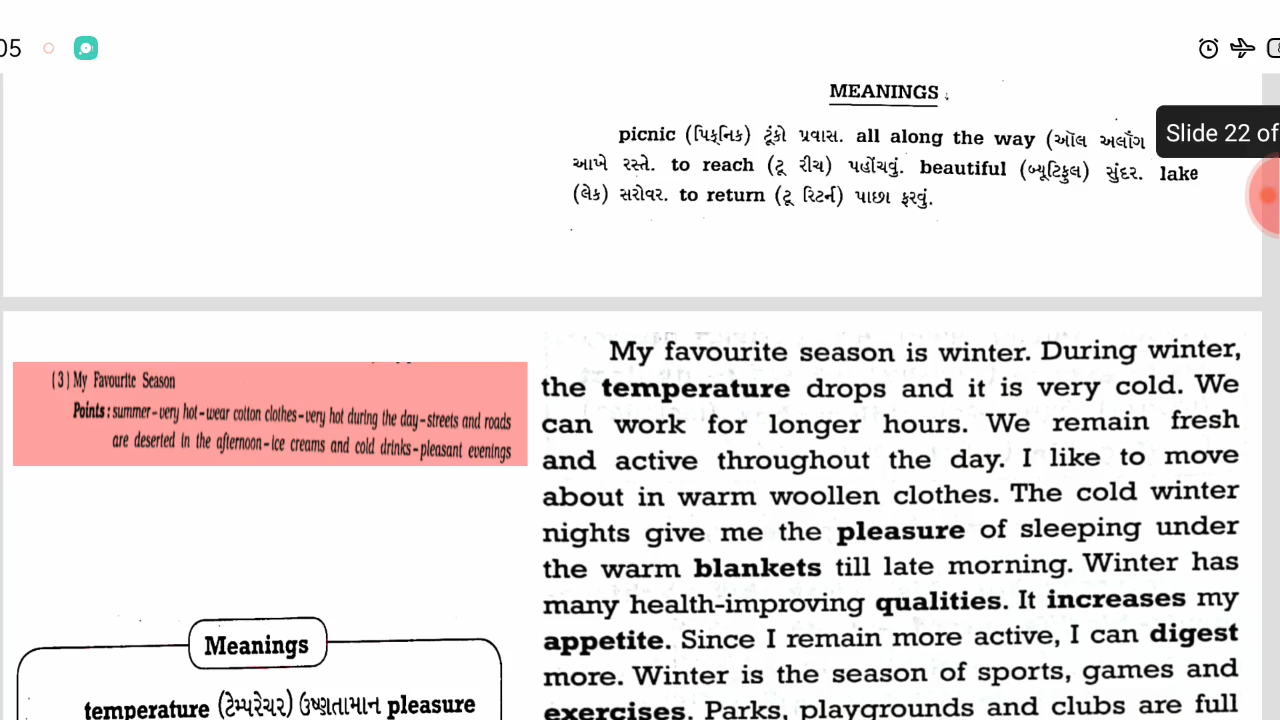 05
MEANINGS
picnic (પિક્નિક) ટૂંકો પ્રવાસ. all along the way (ઑલ અલૉંગ
આખે રસ્તે. to reach (ટૂ રીચ) પહોંચવું. beautiful (બ્યૂટિફુલ) સુંદર. lake
(લેક) સરોવર. to return (ટૂ રિટર્ન) પાછા ફરવું.
Slide 22 of
(3) My Favourite Season
Points : summer - very hot - wear cotton clothes - very hot during the day - streets and roads
are deserted in the afternoon - ice creams and cold drinks - pleasant evenings
Meanings
temperature (ટેમ્પરેચર) ઉષ્ણતામાન pleasure
My favourite season is winter. During winter,
the temperature drops and it is very cold. We
can work for longer hours. We remain fresh
and active throughout the day. I like to move
about in warm woollen clothes. The cold winter
nights give me the pleasure of sleeping under
the warm blankets till late morning. Winter has
many health-improving qualities. It increases my
appetite. Since I remain more active, I can digest
more. Winter is the season of sports, games and
exercises. Parks, playgrounds and clubs are full